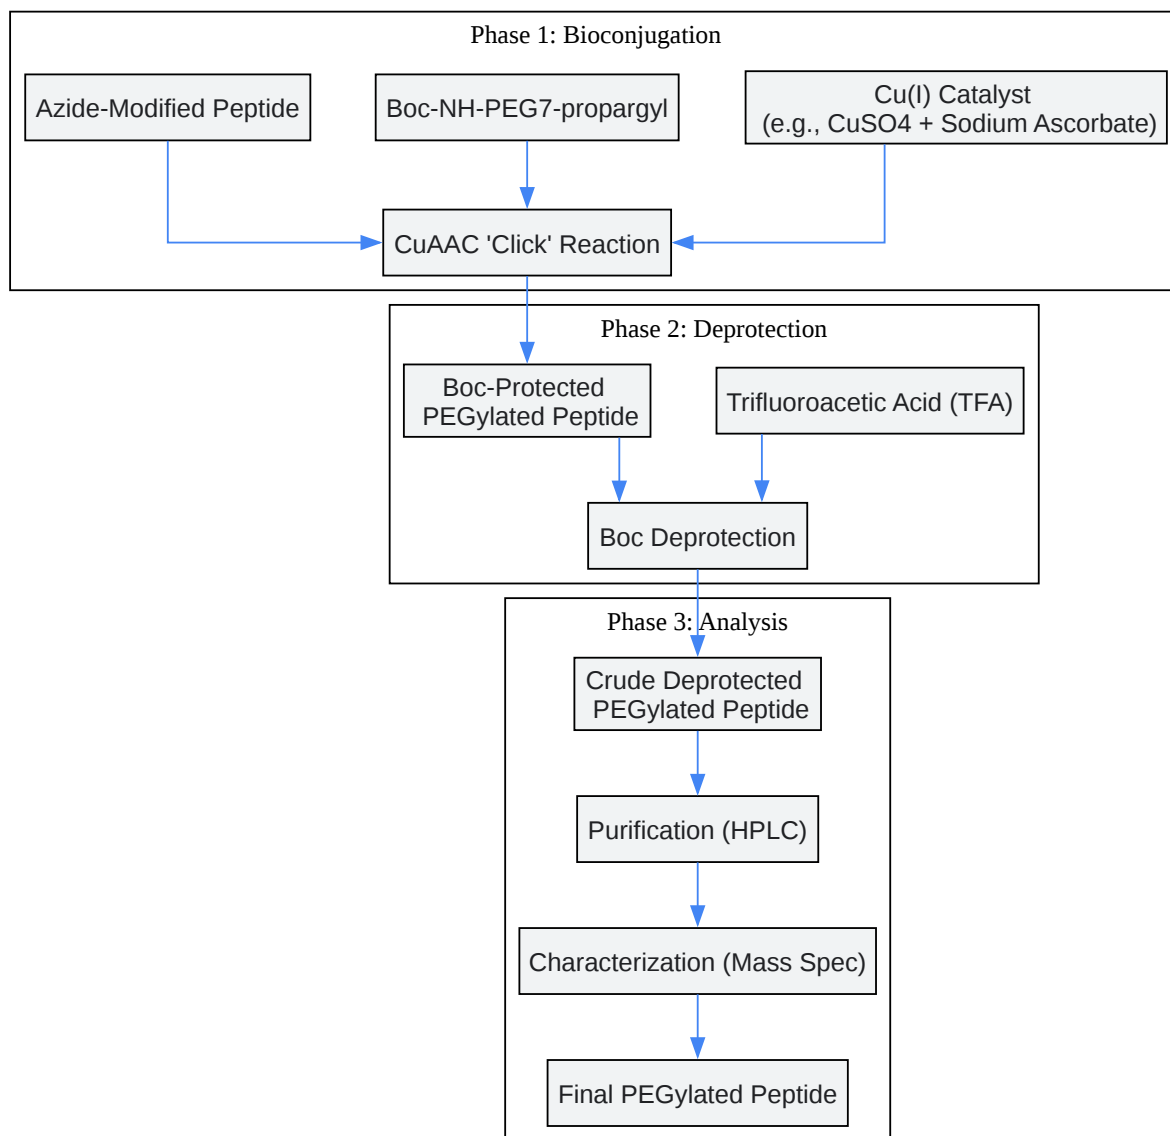 Phase 1: Bioconjugation
Azide-Modified Peptide
Boc-NH-PEG7-propargyl
Cu(I) Catalyst
(e.g., CuSO4 + Sodium Ascorbate)
CuAAC 'Click' Reaction
Phase 2: Deprotection
Boc-Protected
PEGylated Peptide
Trifluoroacetic Acid (TFA)
Boc Deprotection
Phase 3: Analysis
Crude Deprotected
PEGylated Peptide
Purification (HPLC)
Characterization (Mass Spec)
Final PEGylated Peptide